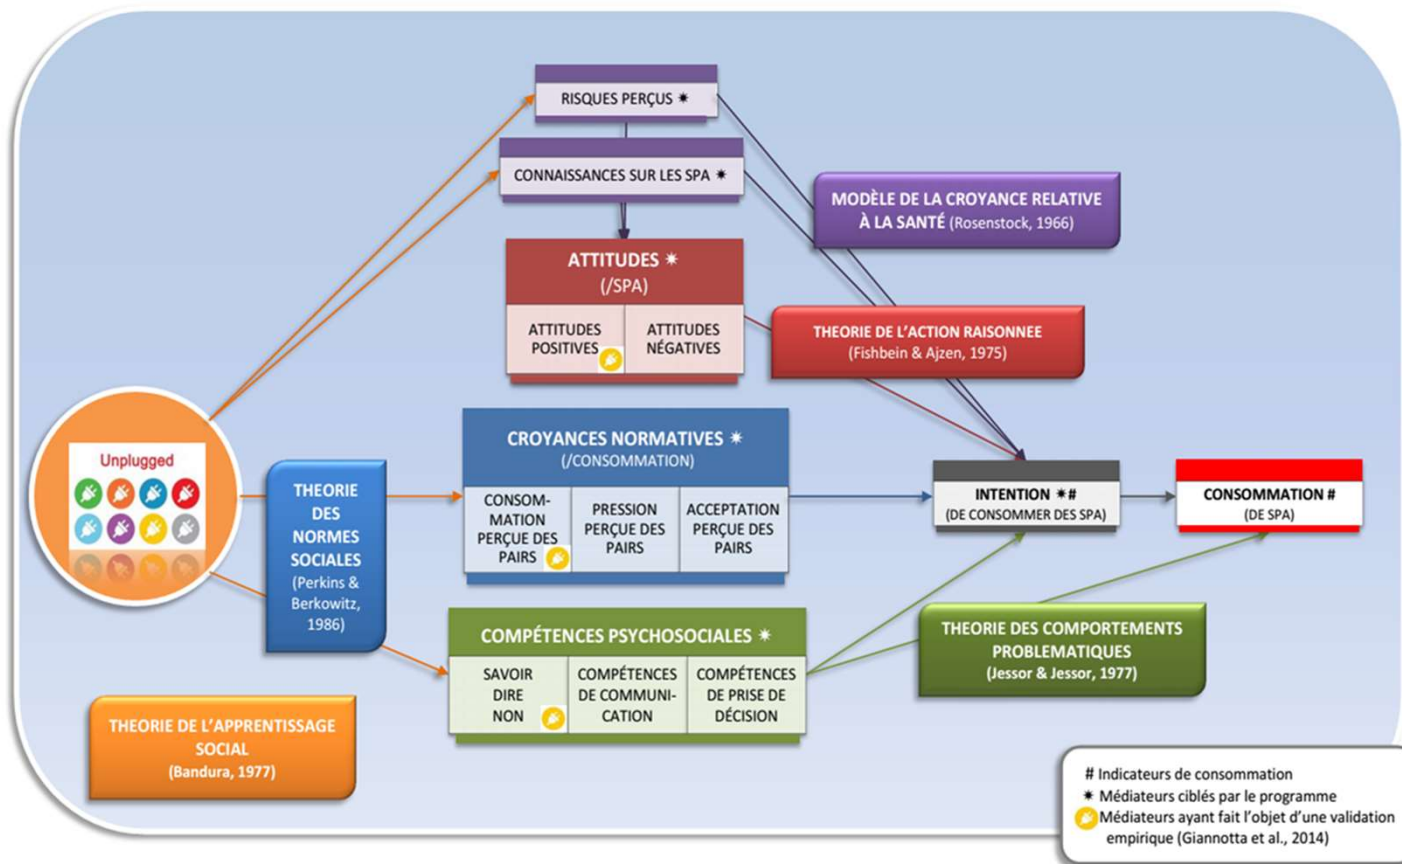 RISQUES PERÇUS ✷
CONNAISSANCES SUR LES SPA ✷
MODÈLE DE LA CROYANCE RELATIVE
À LA SANTÉ (Rosenstock, 1966)
ATTITUDES ✷
(/SPA)
ATTITUDES
POSITIVES
ATTITUDES
NÉGATIVES
THEORIE DE L'ACTION RAISONNEE
(Fishbein & Ajzen, 1975)
Unplugged
THEORIE
DES
NORMES
SOCIALES
(Perkins &
Berkowitz,
1986)
CROYANCES NORMATIVES ✷
(/CONSOMMATION)
CONSOM-
MATION
PERÇUE DES
PAIRS
PRESSION
PERÇUE DES
PAIRS
ACCEPTATION
PERÇUE DES
PAIRS
INTENTION ✷#
(DE CONSOMMER DES SPA)
CONSOMMATION #
(DE SPA)
COMPÉTENCES PSYCHOSOCIALES ✷
SAVOIR
DIRE
NON
COMPÉTENCES
DE COMMUNI-
CATION
COMPÉTENCES
DE PRISE DE
DÉCISION
THEORIE DES COMPORTEMENTS
PROBLEMATIQUES
(Jessor & Jessor, 1977)
THEORIE DE L'APPRENTISSAGE
SOCIAL
(Bandura, 1977)
# Indicateurs de consommation
✷ Médiateurs ciblés par le programme
Médiateurs ayant fait l'objet d'une validation
empirique (Giannotta et al., 2014)